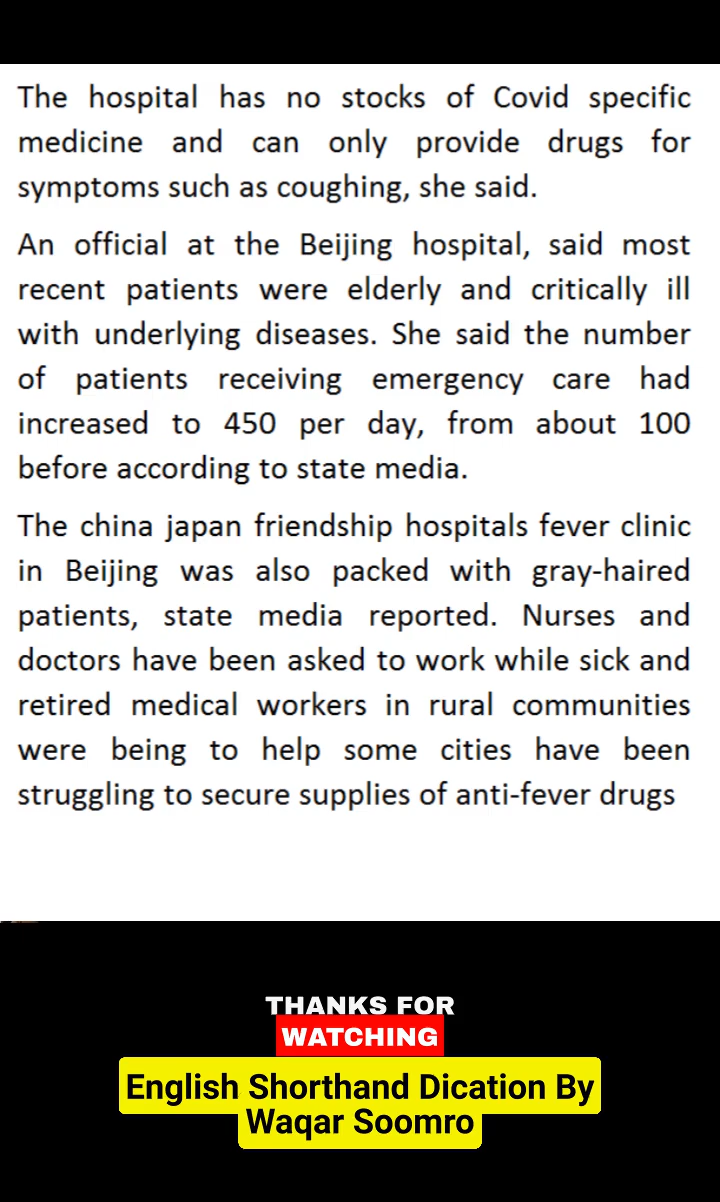 The hospital has no stocks of Covid specific
medicine and can only provide drugs for
symptoms such as coughing, she said.
An official at the Beijing hospital, said most
recent patients were elderly and critically ill
with underlying diseases. She said the number
of patients receiving emergency care had
increased to 450 per day, from about 100
before according to state media.
The china japan friendship hospitals fever clinic
in Beijing was also packed with gray-haired
patients, state media reported. Nurses and
doctors have been asked to work while sick and
retired medical workers in rural communities
were being to help some cities have been
struggling to secure supplies of anti-fever drugs
THANKS FOR
WATCHING
English Shorthand Dication By
Waqar Soomro